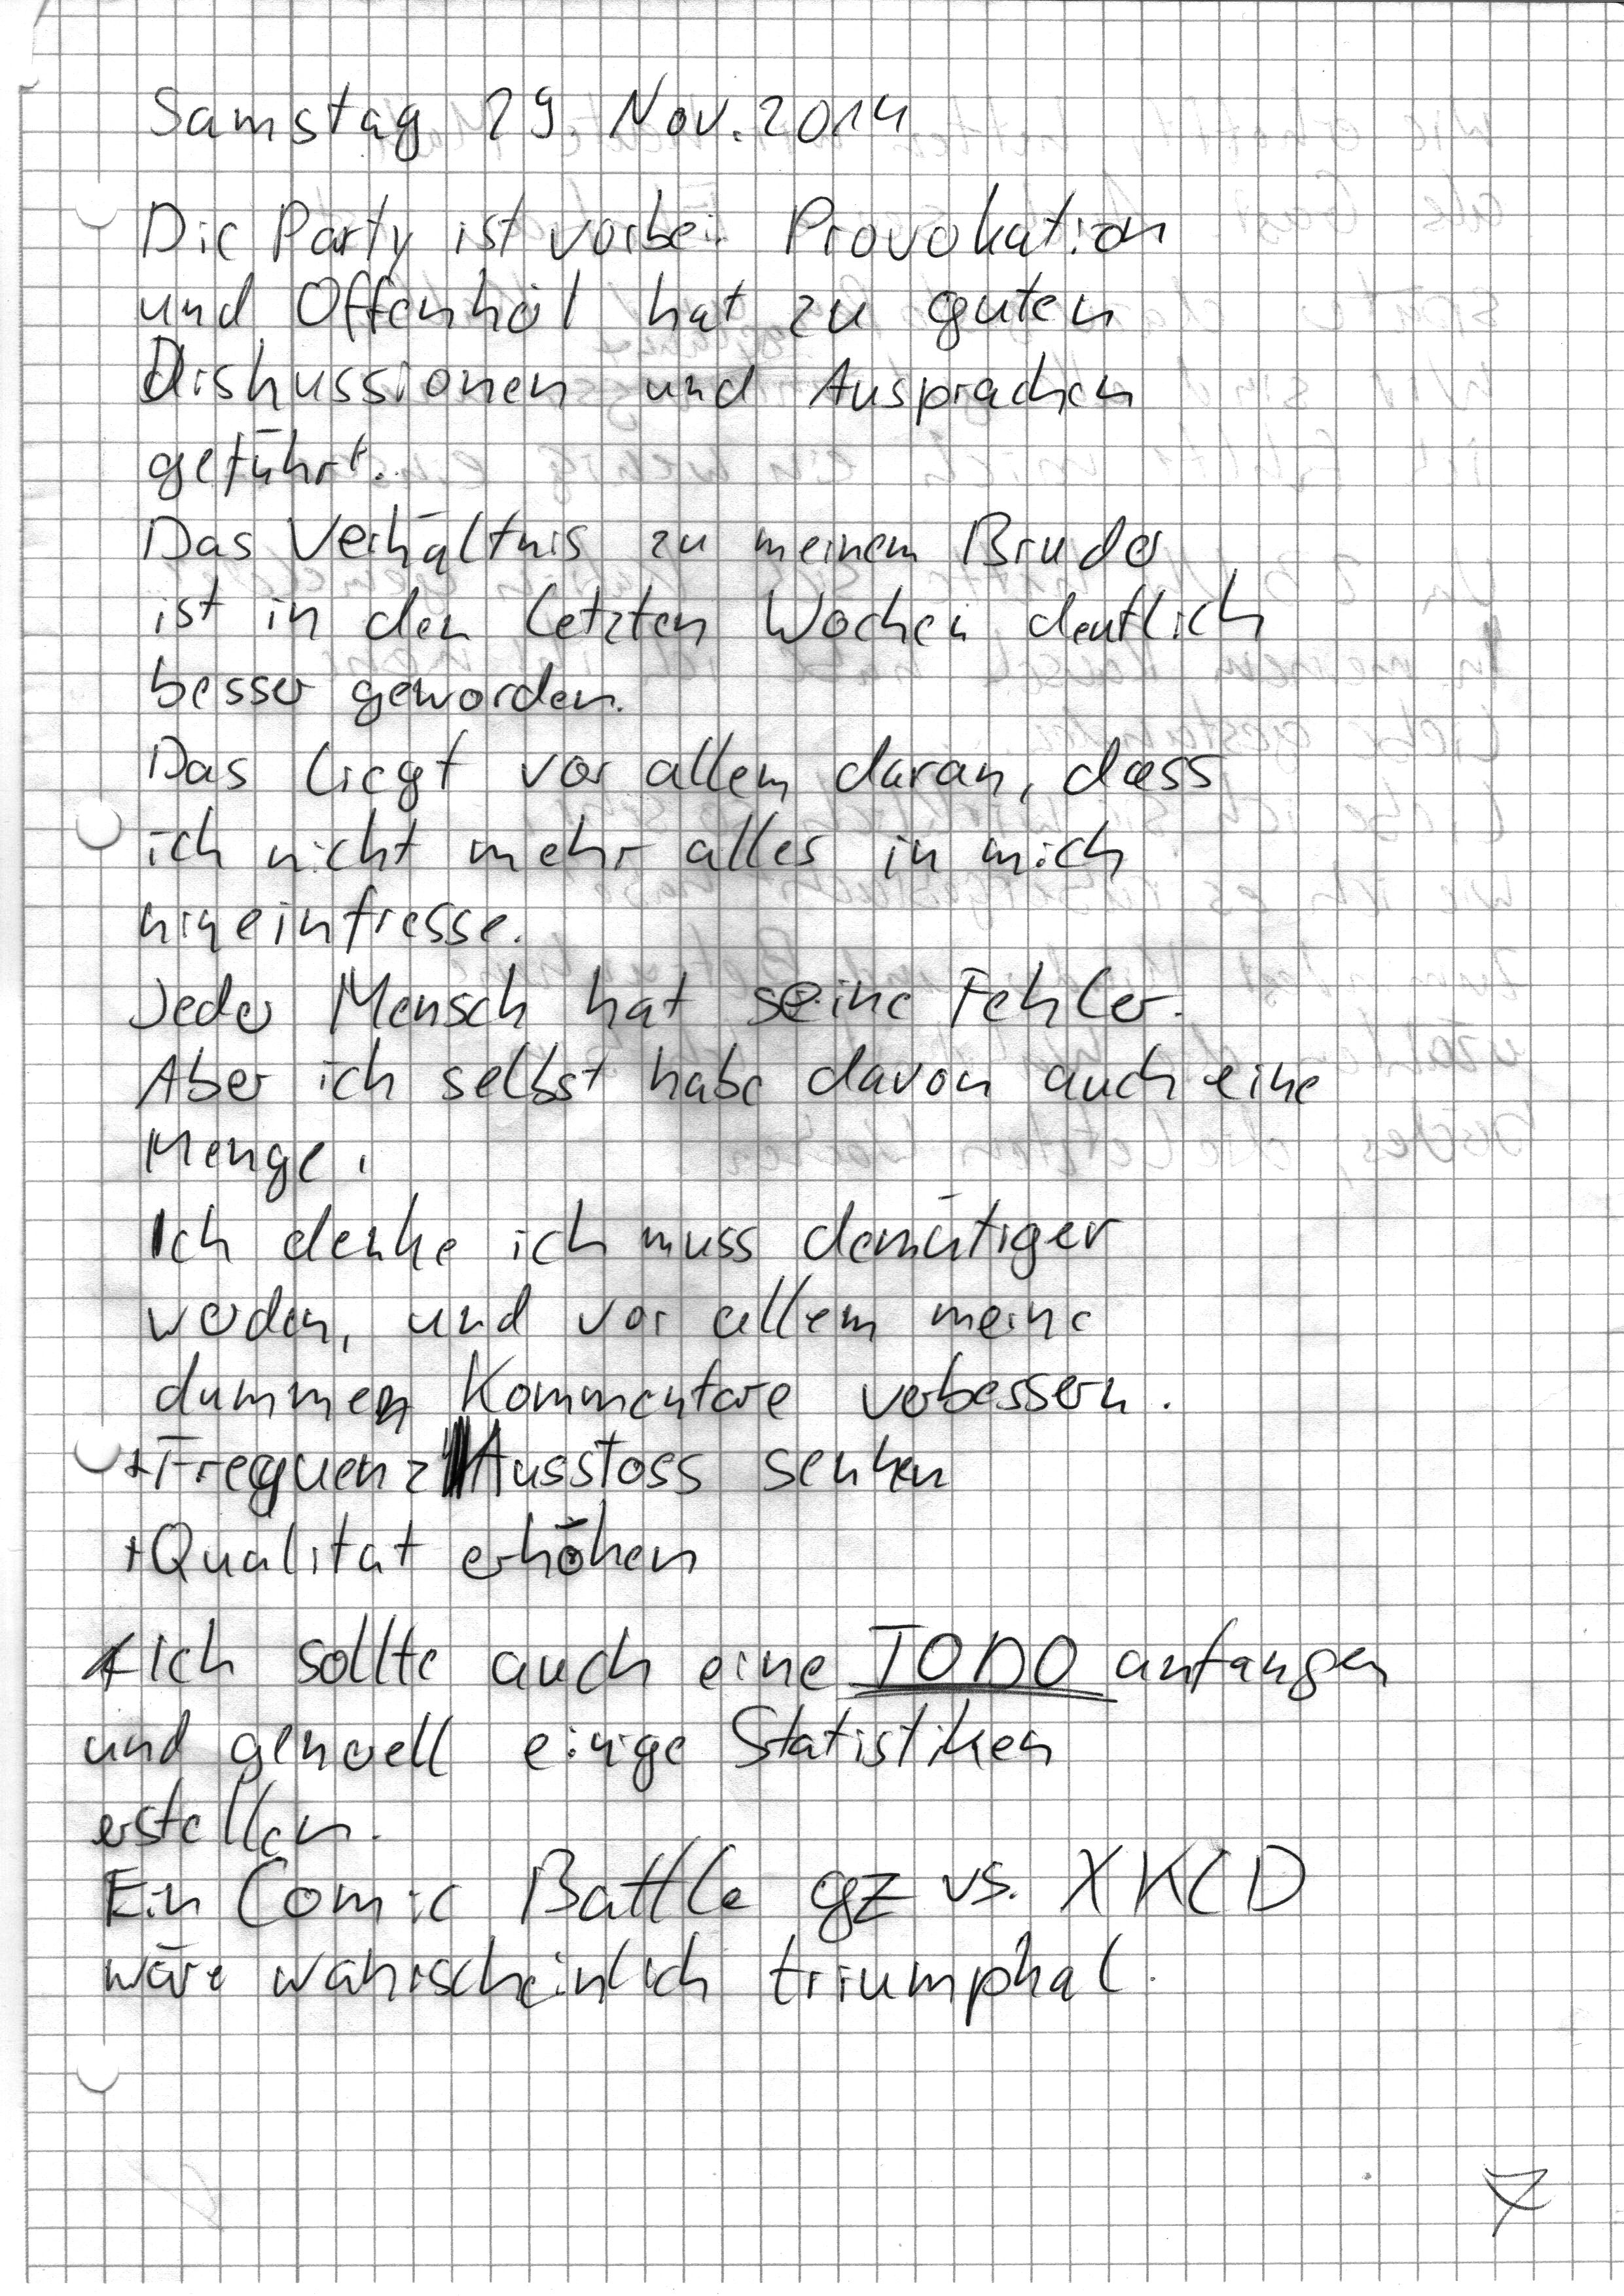 Samstag 29. Nov. 2014
Die Party ist vorbei. Provokation
und Offenheit hat zu guten
Diskussionen und Aussprachen
geführt.
Das Verhältnis zu meinem Bruder
ist in den letzten Wochen deutlich
besser geworden.
Das liegt vor allem daran, dass
ich nicht mehr alles in mich
hineinfresse.
Jeder Mensch hat seine Fehler.
Aber ich selbst habe davon auch eine
Menge.
Ich denke ich muss demütiger
werden, und vor allem meine
dummen Kommentare verbessern.
+Frequenz Ausstoss senken
+Qualität erhöhen
Ich sollte auch eine TODO anfangen
und generell einige Statistiken
erstellen.
Ein Comic Battle gz vs. XKCD
wäre wahrscheinlich triumphal.
7